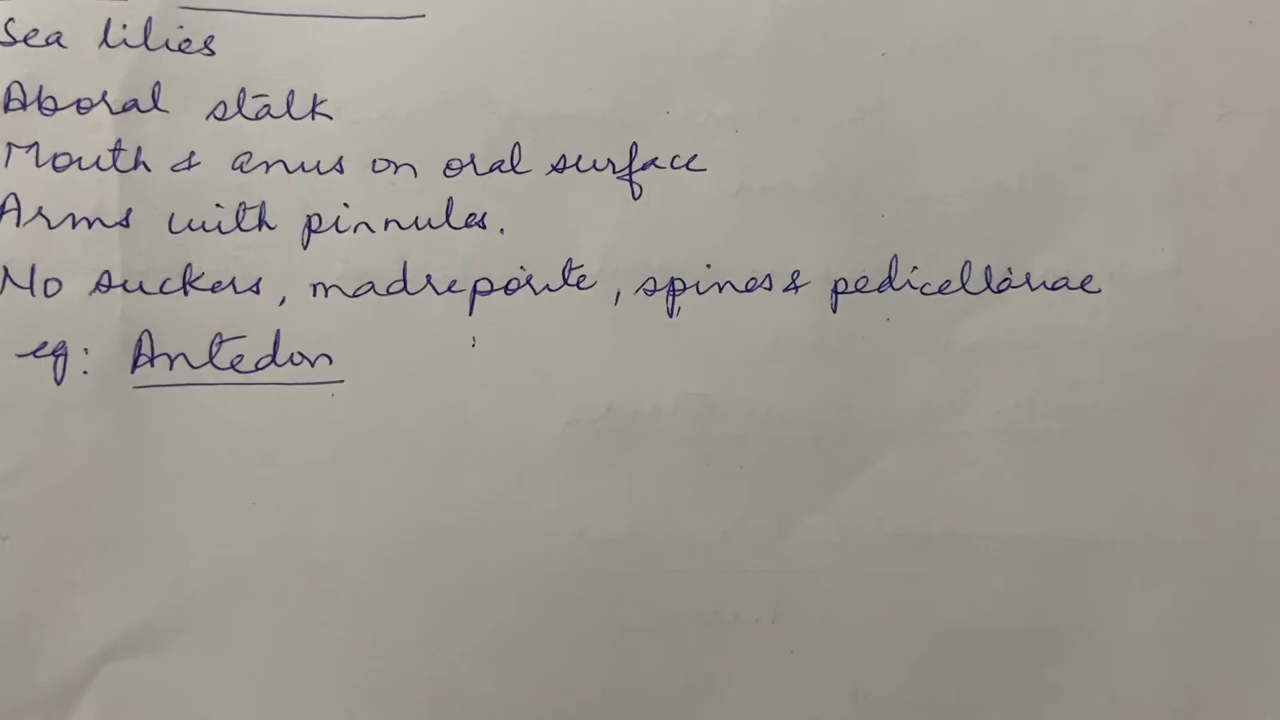 Sea lilies
Aboral stalk
Mouth & anus on oral surface
Arms with pinnules.
No suckers, madreporite, spines & pedicellariae
eg: Antedon